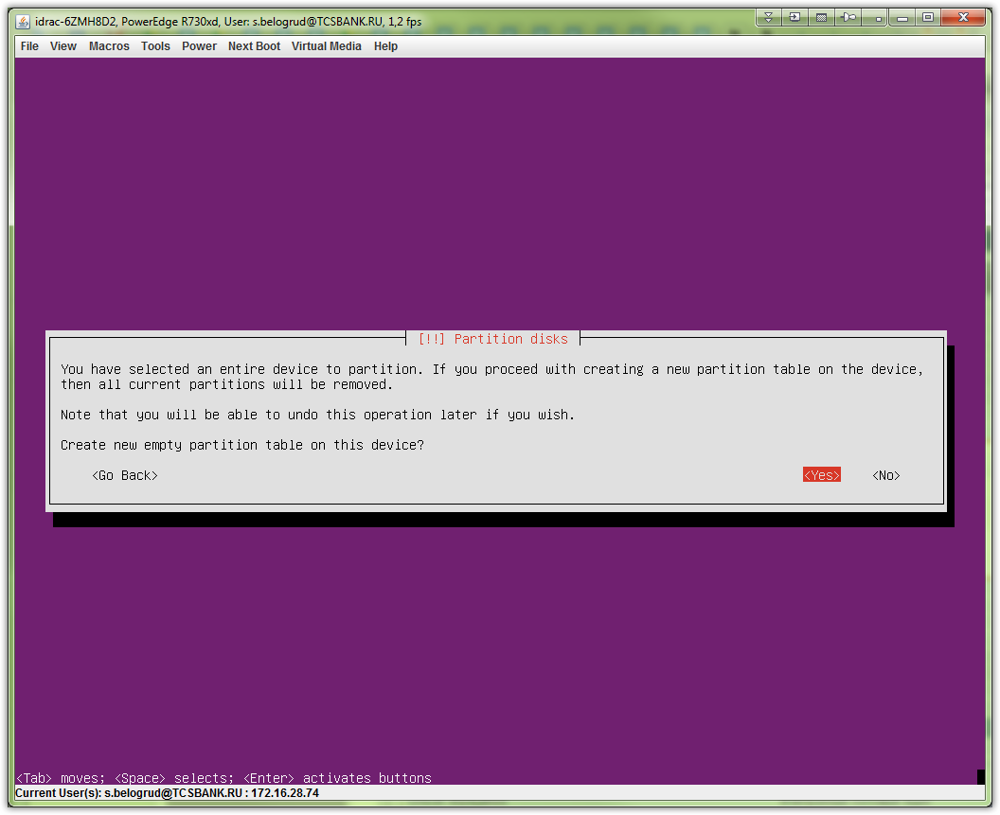 idrac-6ZMH8D2, PowerEdge R730xd, User: s.belogrud@TCSBANK.RU, 1,2 fps
File View Macros Tools Power Next Boot Virtual Media Help
[!!] Partition disks
You have selected an entire device to partition. If you proceed with creating a new partition table on the device,
then all current partitions will be removed.
Note that you will be able to undo this operation later if you wish.
Create new empty partition table on this device?
<Go Back> <Yes> <No>
<Tab> moves; <Space> selects; <Enter> activates buttons
Current User(s): s.belogrud@TCSBANK.RU : 172.16.28.74